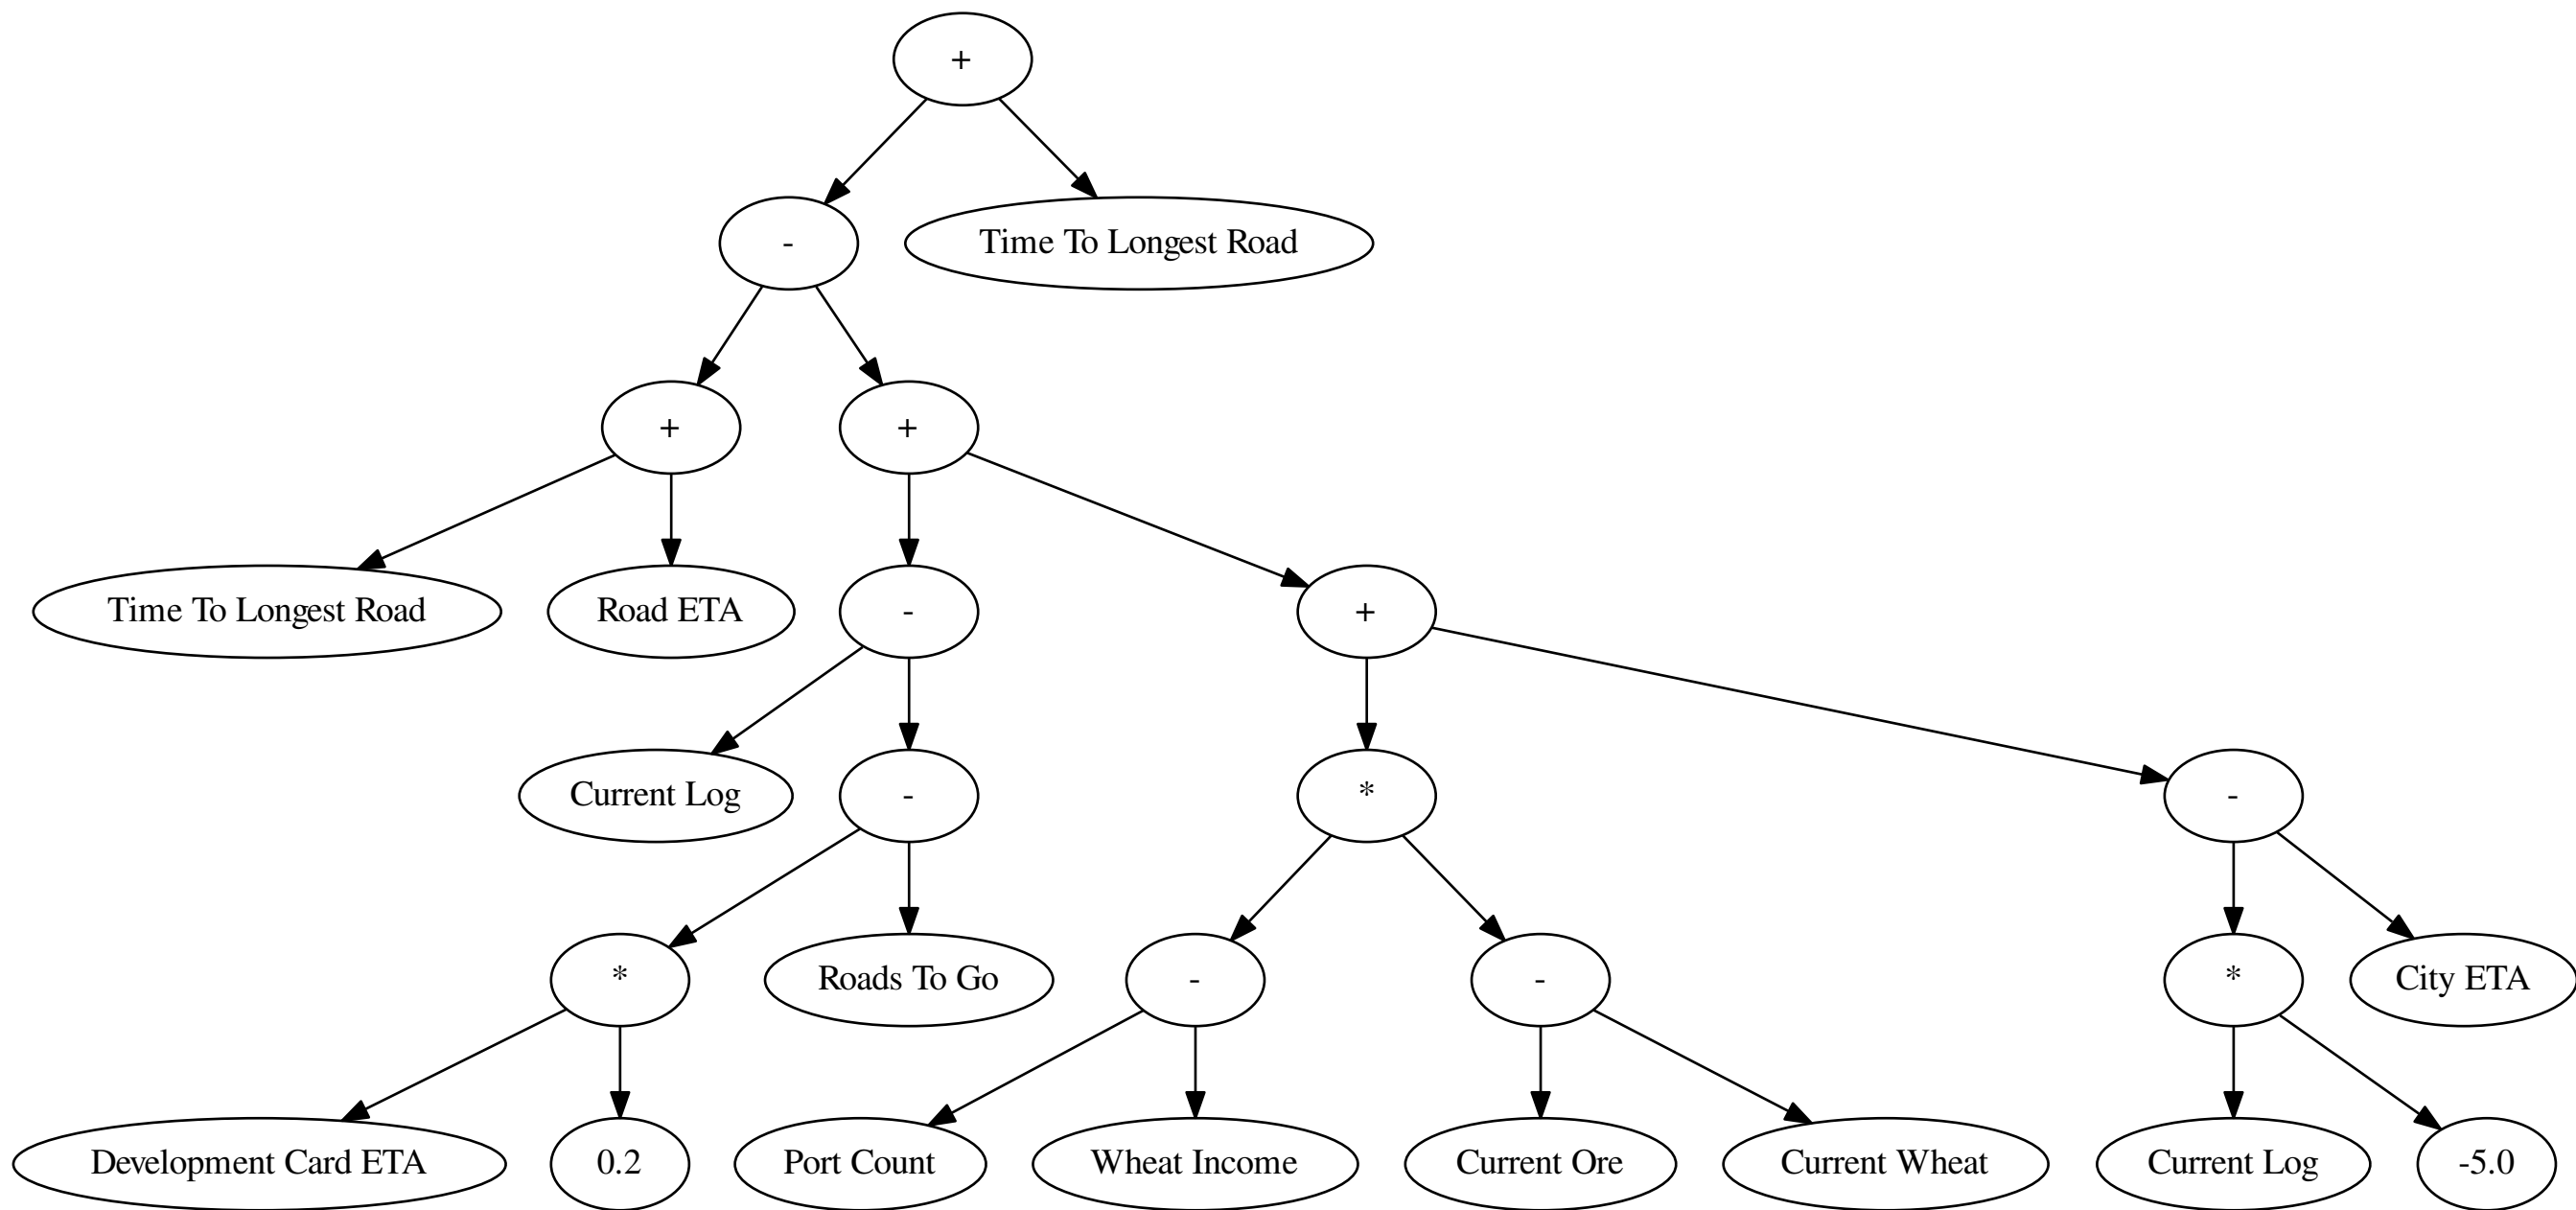 +
-
Time To Longest Road
+
+
Time To Longest Road
Road ETA
-
+
Current Log
-
*
-
*
Roads To Go
-
-
*
City ETA
Development Card ETA
0.2
Port Count
Wheat Income
Current Ore
Current Wheat
Current Log
-5.0